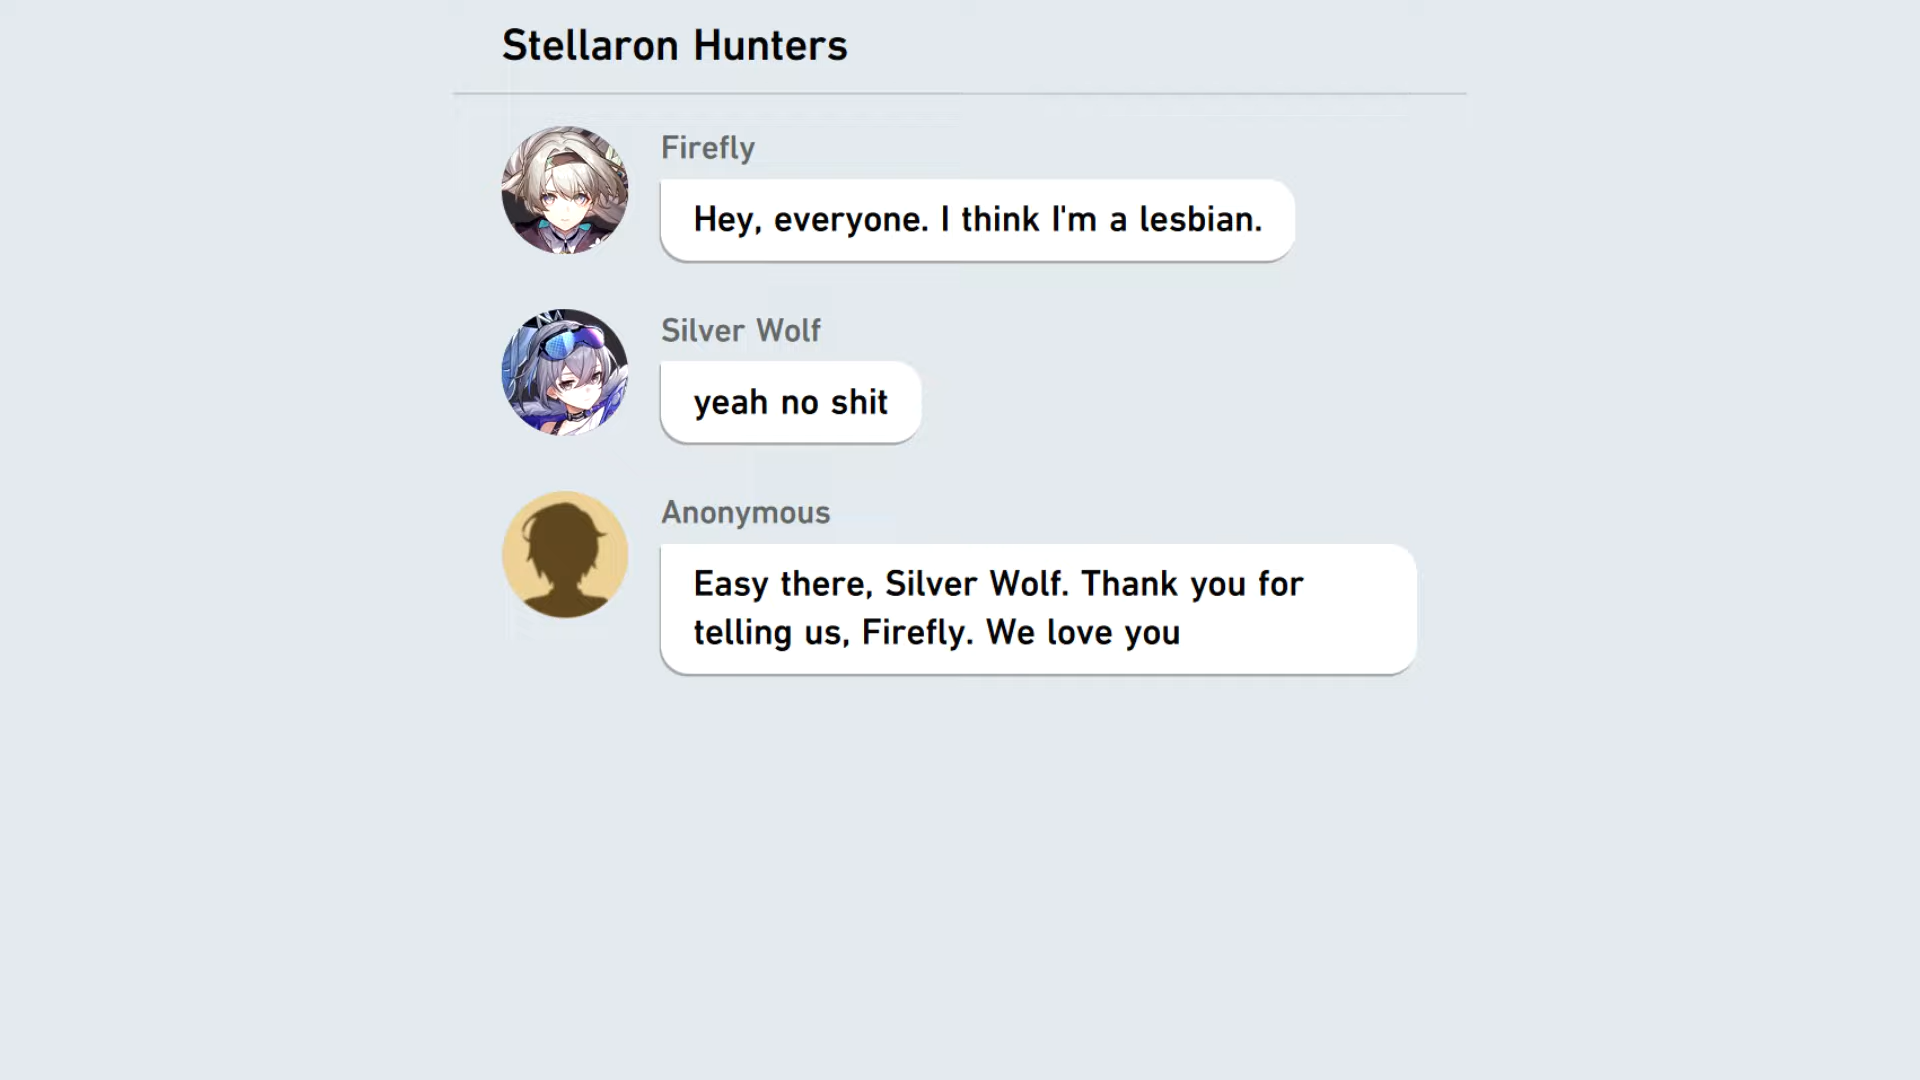 Stellaron Hunters
Firefly
Hey, everyone. I think I'm a lesbian.
Silver Wolf
yeah no shit
Anonymous
Easy there, Silver Wolf. Thank you for
telling us, Firefly. We love you